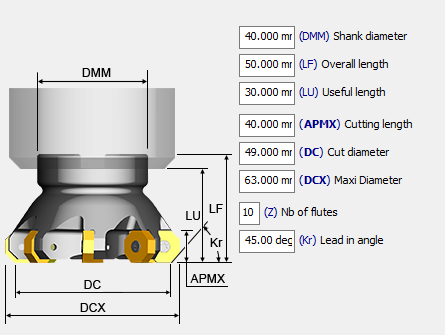 DMM
LU
LF
Kr
APMX
DC
DCX
40.000 mr (DMM) Shank diameter
50.000 mr (LF) Overall length
30.000 mr (LU) Useful length
40.000 mr (APMX) Cutting length
49.000 mr (DC) Cut diameter
63.000 mr (DCX) Maxi Diameter
10 (Z) Nb of flutes
45.00 deg (Kr) Lead in angle